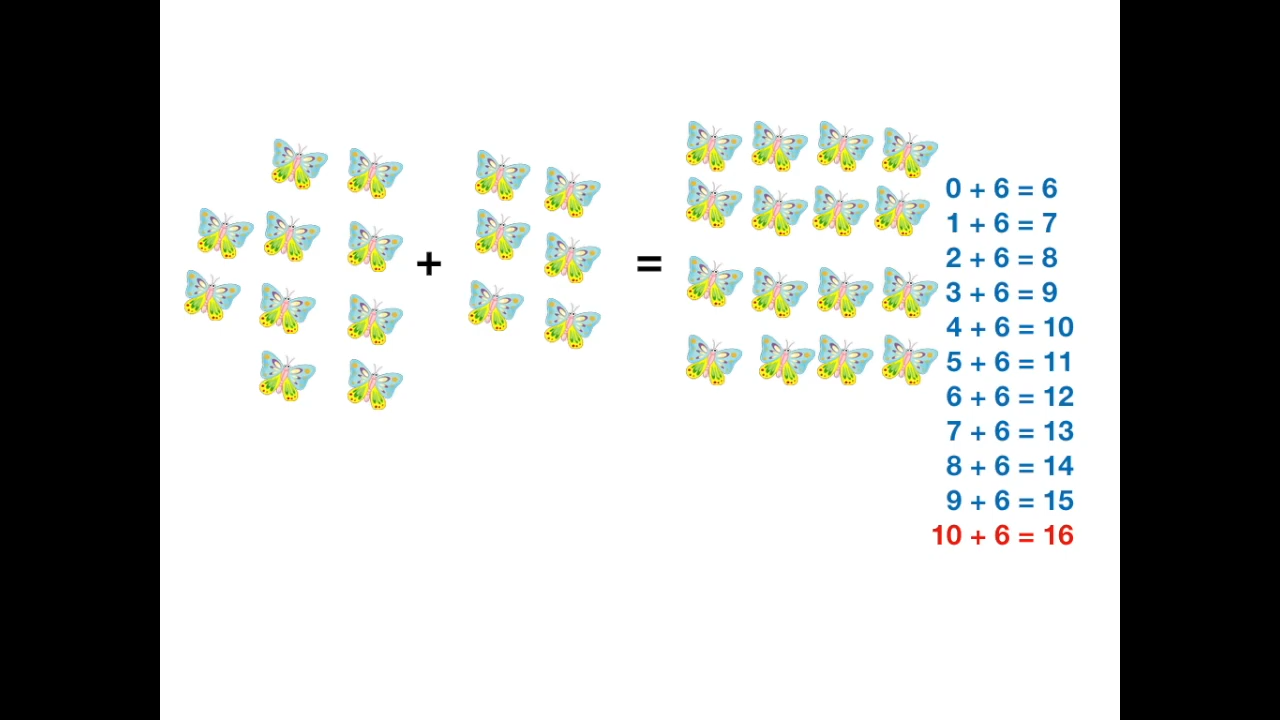 + =
0 + 6 = 6
1 + 6 = 7
2 + 6 = 8
3 + 6 = 9
4 + 6 = 10
5 + 6 = 11
6 + 6 = 12
7 + 6 = 13
8 + 6 = 14
9 + 6 = 15
10 + 6 = 16